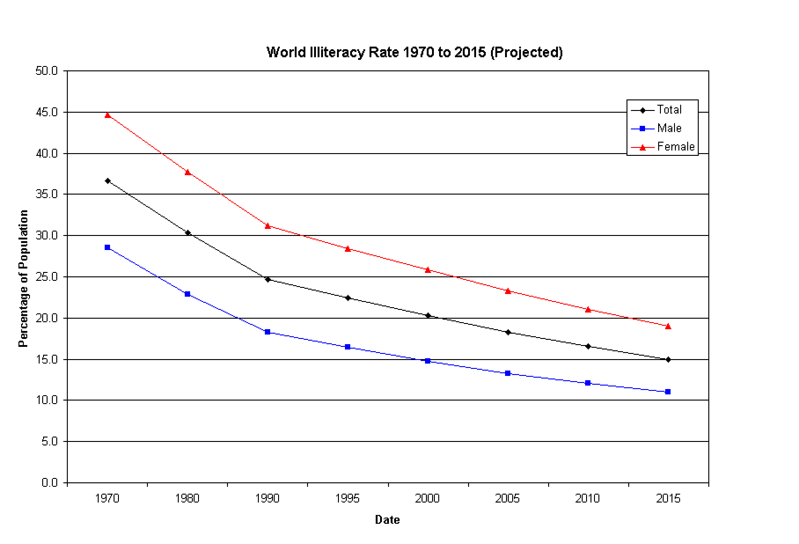 World Illiteracy Rate 1970 to 2015 (Projected)
50.0
45.0
40.0
35.0
30.0
25.0
20.0
15.0
10.0
5.0
0.0
Percentage of Population
Total
Male
Female
1970 1980 1990 1995 2000 2005 2010 2015
Date